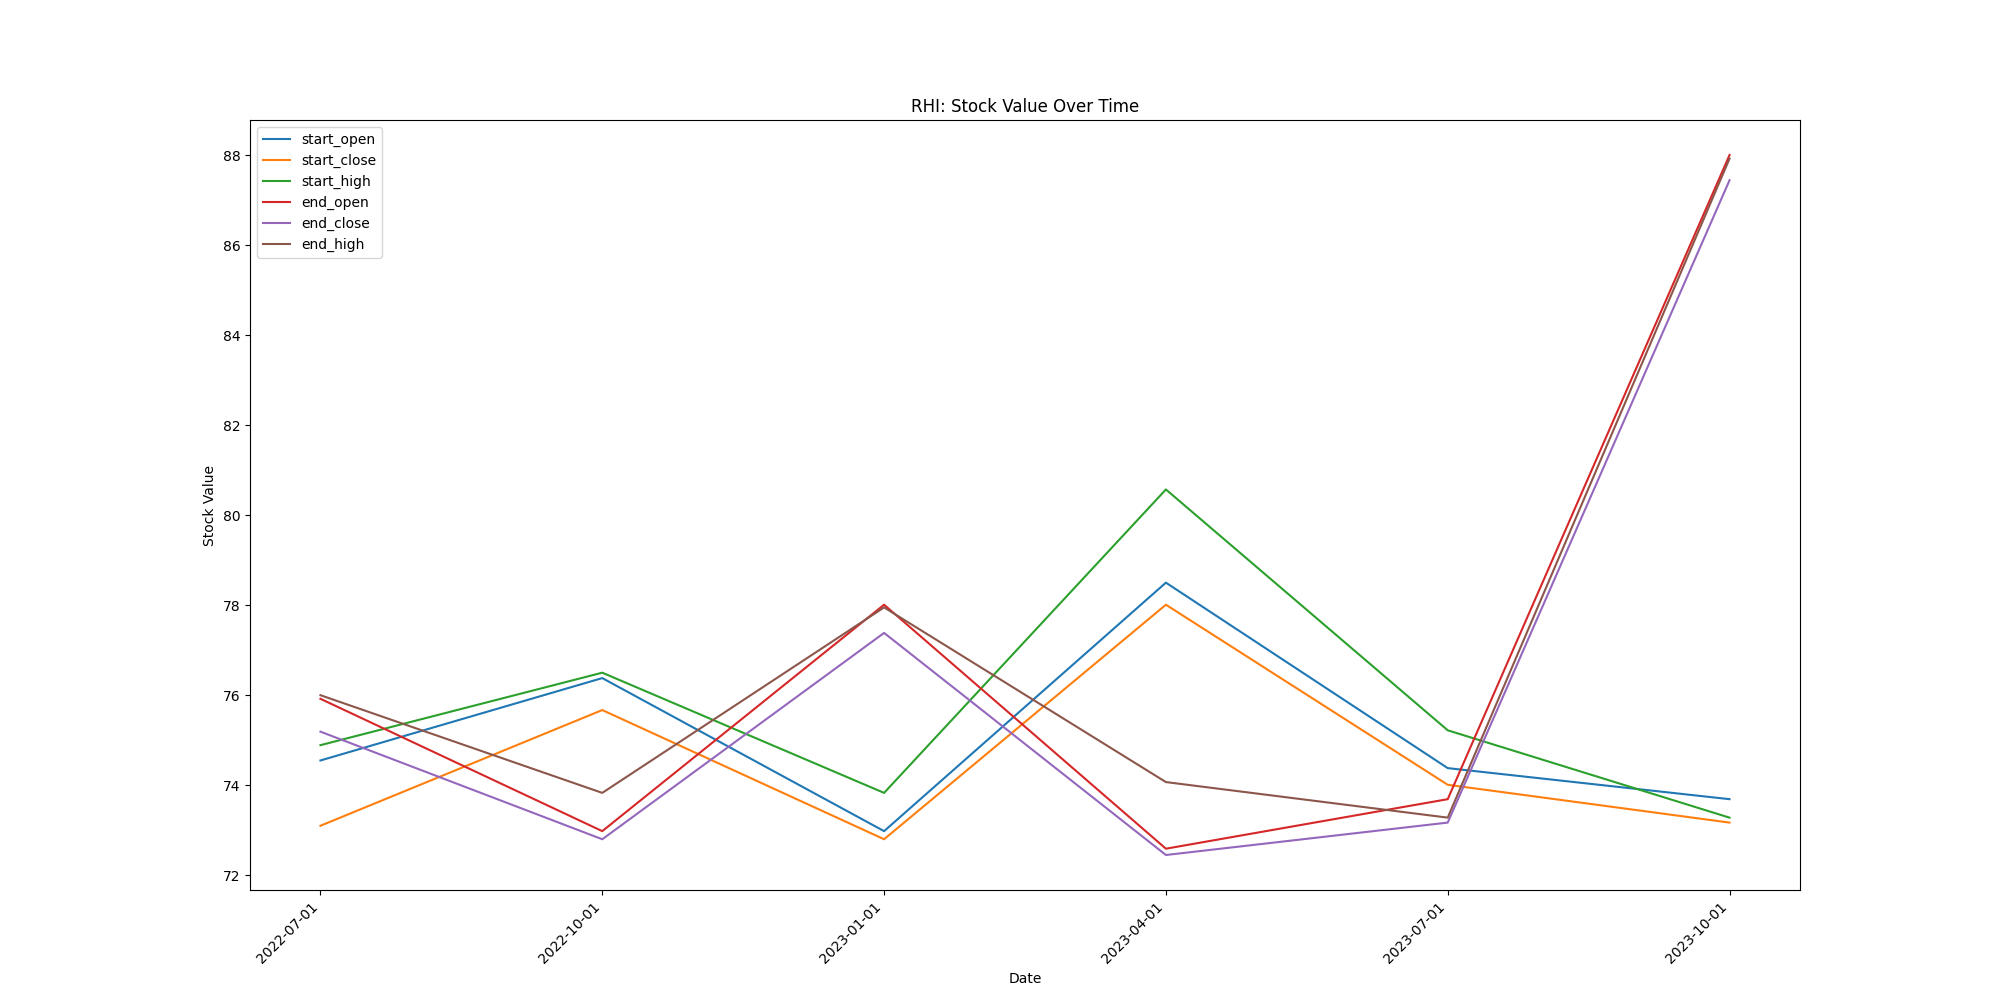 RHI: Stock Value Over Time
start_open
start_close
start_high
end_open
end_close
end_high
Stock Value
88
86
84
82
80
78
76
74
72
2022-07-01
2022-10-01
2023-01-01
2023-04-01
2023-07-01
2023-10-01
Date